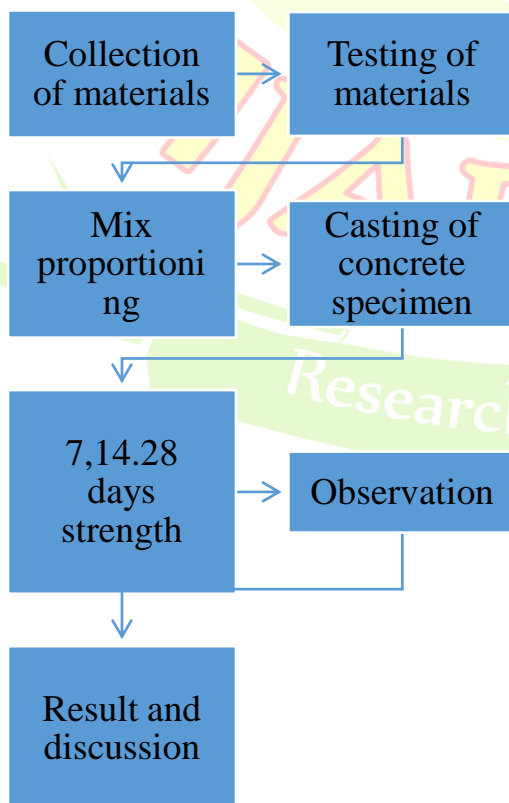 Collection
of materials
Testing of
materials
Mix
proportioni
ng
Casting of
concrete
specimen
Research
7,14.28
days
strength
Observation
Result and
discussion